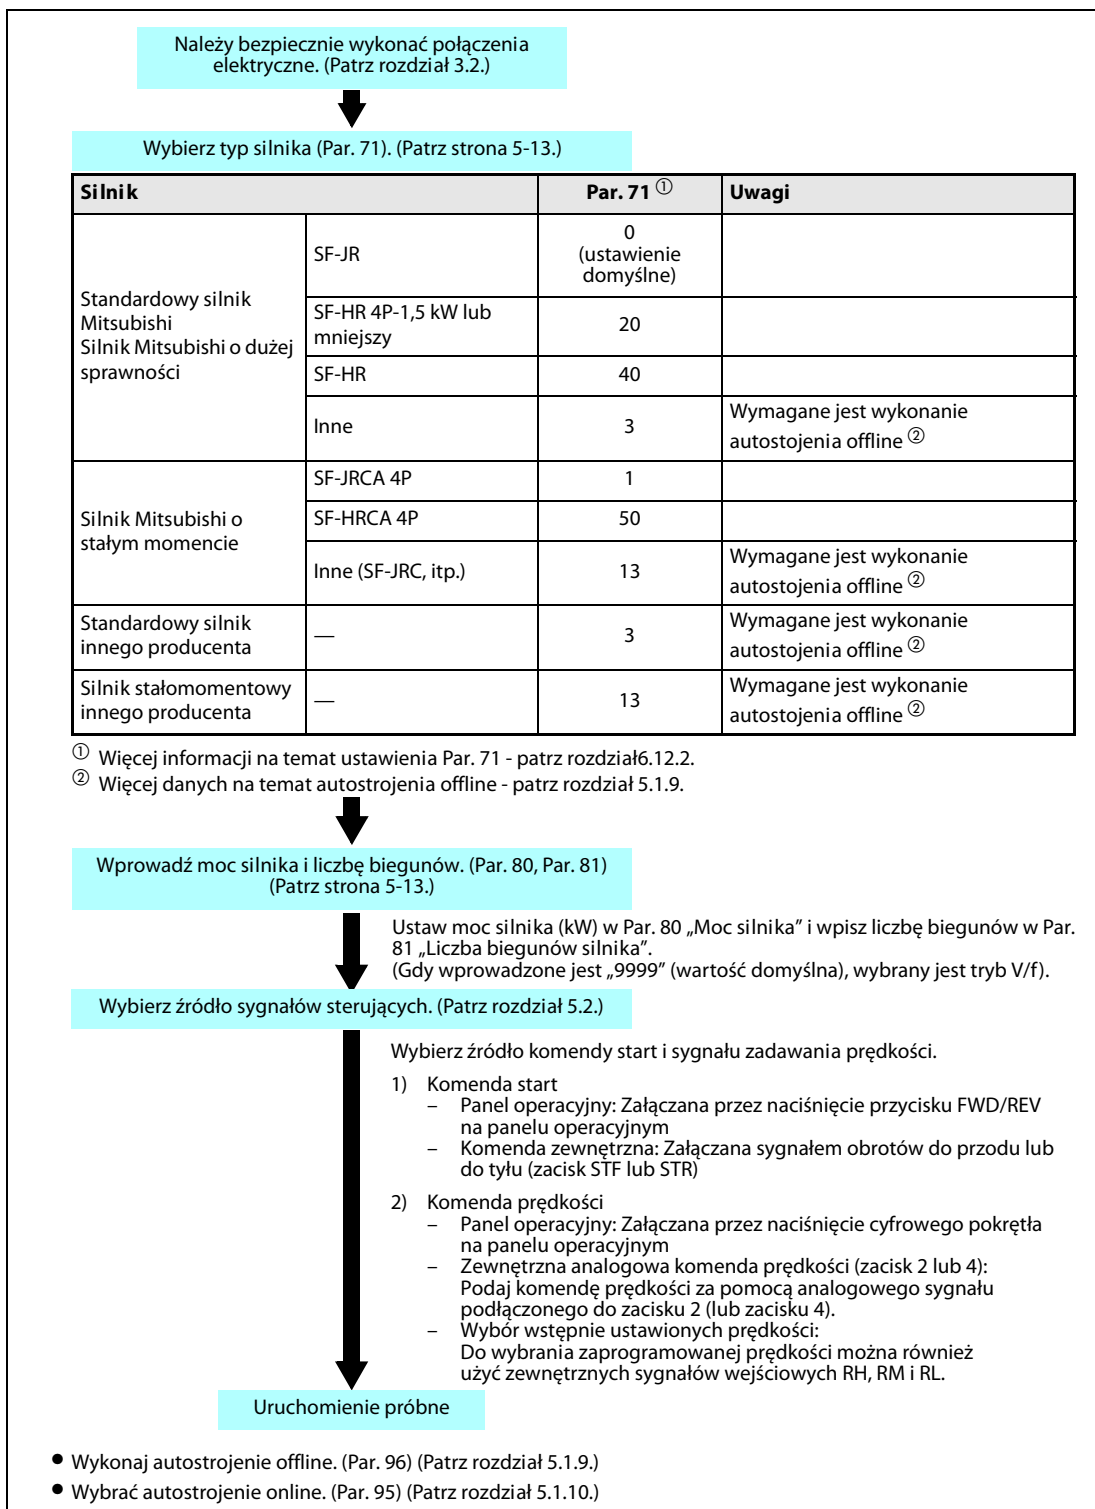 Należy bezpiecznie wykonać połączenia
elektryczne. (Patrz rozdział 3.2.)
Wybierz typ silnika (Par. 71). (Patrz strona 5-13.)
Silnik Par. 71 ① Uwagi
Standardowy silnik
Mitsubishi
Silnik Mitsubishi o dużej
sprawności
SF-JR
0
(ustawienie
domyślne)
SF-HR 4P-1,5 kW lub
mniejszy
20
SF-HR 40
Inne 3
Wymagane jest wykonanie
autostojenia offline ②
Silnik Mitsubishi o
stałym momencie
SF-JRCA 4P 1
SF-HRCA 4P 50
Inne (SF-JRC, itp.) 13
Wymagane jest wykonanie
autostojenia offline ②
Standardowy silnik
innego producenta
— 3
Wymagane jest wykonanie
autostojenia offline ②
Silnik stałomomentowy
innego producenta
— 13
Wymagane jest wykonanie
autostojenia offline ②
① Więcej informacji na temat ustawienia Par. 71 - patrz rozdział6.12.2.
② Więcej danych na temat autostrojenia offline - patrz rozdział 5.1.9.
Wprowadź moc silnika i liczbę biegunów. (Par. 80, Par. 81)
(Patrz strona 5-13.)
Ustaw moc silnika (kW) w Par. 80 „Moc silnika” i wpisz liczbę biegunów w Par.
81 „Liczba biegunów silnika”.
(Gdy wprowadzone jest „9999” (wartość domyślna), wybrany jest tryb V/f).
Wybierz źródło sygnałów sterujących. (Patrz rozdział 5.2.)
Wybierz źródło komendy start i sygnału zadawania prędkości.
1) Komenda start
– Panel operacyjny: Załączana przez naciśnięcie przycisku FWD/REV
na panelu operacyjnym
– Komenda zewnętrzna: Załączana sygnałem obrotów do przodu lub
do tyłu (zacisk STF lub STR)
2) Komenda prędkości
– Panel operacyjny: Załączana przez naciśnięcie cyfrowego pokrętła
na panelu operacyjnym
– Zewnętrzna analogowa komenda prędkości (zacisk 2 lub 4):
Podaj komendę prędkości za pomocą analogowego sygnału
podłączonego do zacisku 2 (lub zacisku 4).
– Wybór wstępnie ustawionych prędkości:
Do wybrania zaprogramowanej prędkości można również
użyć zewnętrznych sygnałów wejściowych RH, RM i RL.
Uruchomienie próbne
● Wykonaj autostrojenie offline. (Par. 96) (Patrz rozdział 5.1.9.)
● Wybrać autostrojenie online. (Par. 95) (Patrz rozdział 5.1.10.)